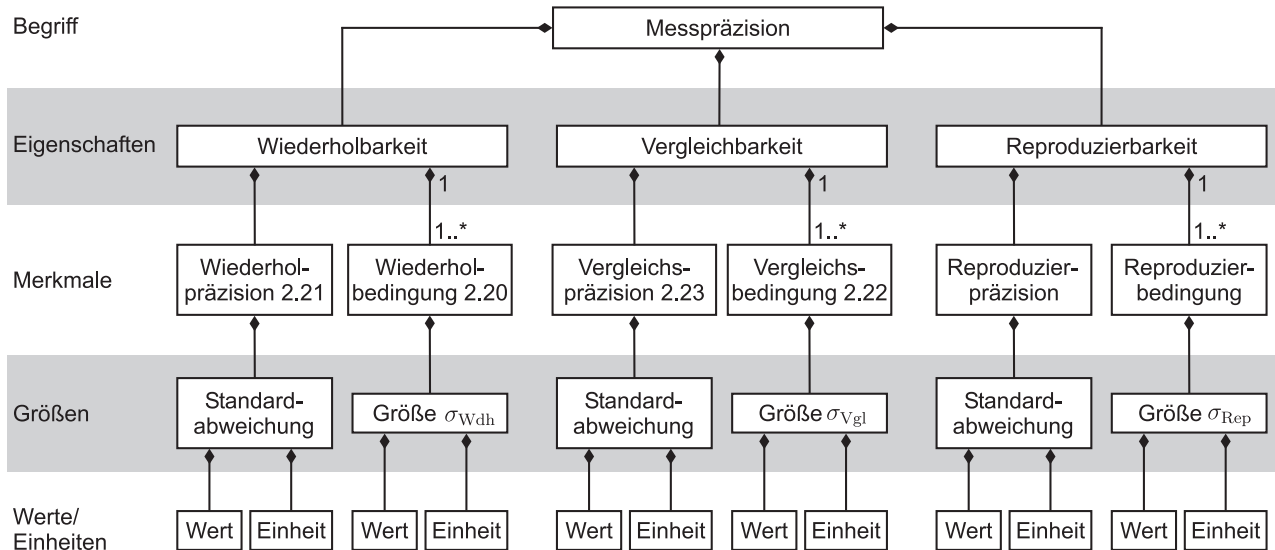 Begriff
Messpräzision
Eigenschaften
Wiederholbarkeit
Vergleichbarkeit
Reproduzierbarkeit
1
1
1
1..*
1..*
1..*
Merkmale
Wiederhol-
präzision 2.21
Wiederhol-
bedingung 2.20
Vergleichs-
präzision 2.23
Vergleichs-
bedingung 2.22
Reproduzier-
präzision
Reproduzier-
bedingung
Größen
Standard-
abweichung
Größe σWdh
Standard-
abweichung
Größe σVgl
Standard-
abweichung
Größe σRep
Werte/
Einheiten
Wert
Einheit
Wert
Einheit
Wert
Einheit
Wert
Einheit
Wert
Einheit
Wert
Einheit